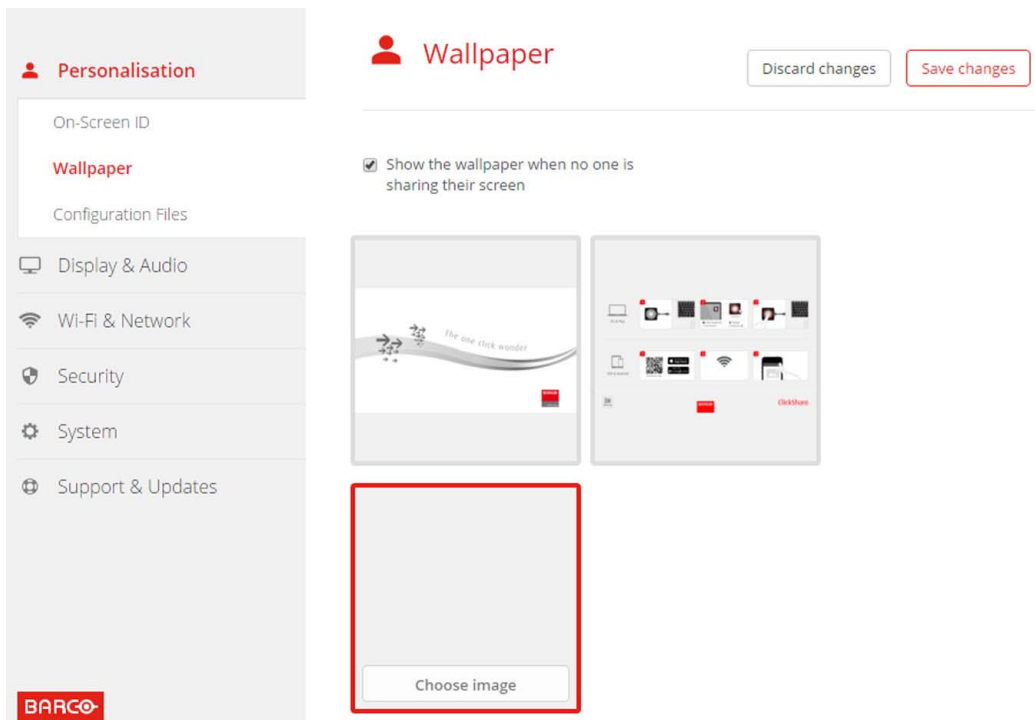 Personalisation
On-Screen ID
Wallpaper
Configuration Files
Display & Audio
Wi-Fi & Network
Security
System
Support & Updates
BARCO
Wallpaper
Discard changes
Save changes
Show the wallpaper when no one is
sharing their screen
The one click wonder
ClickShare
Choose image